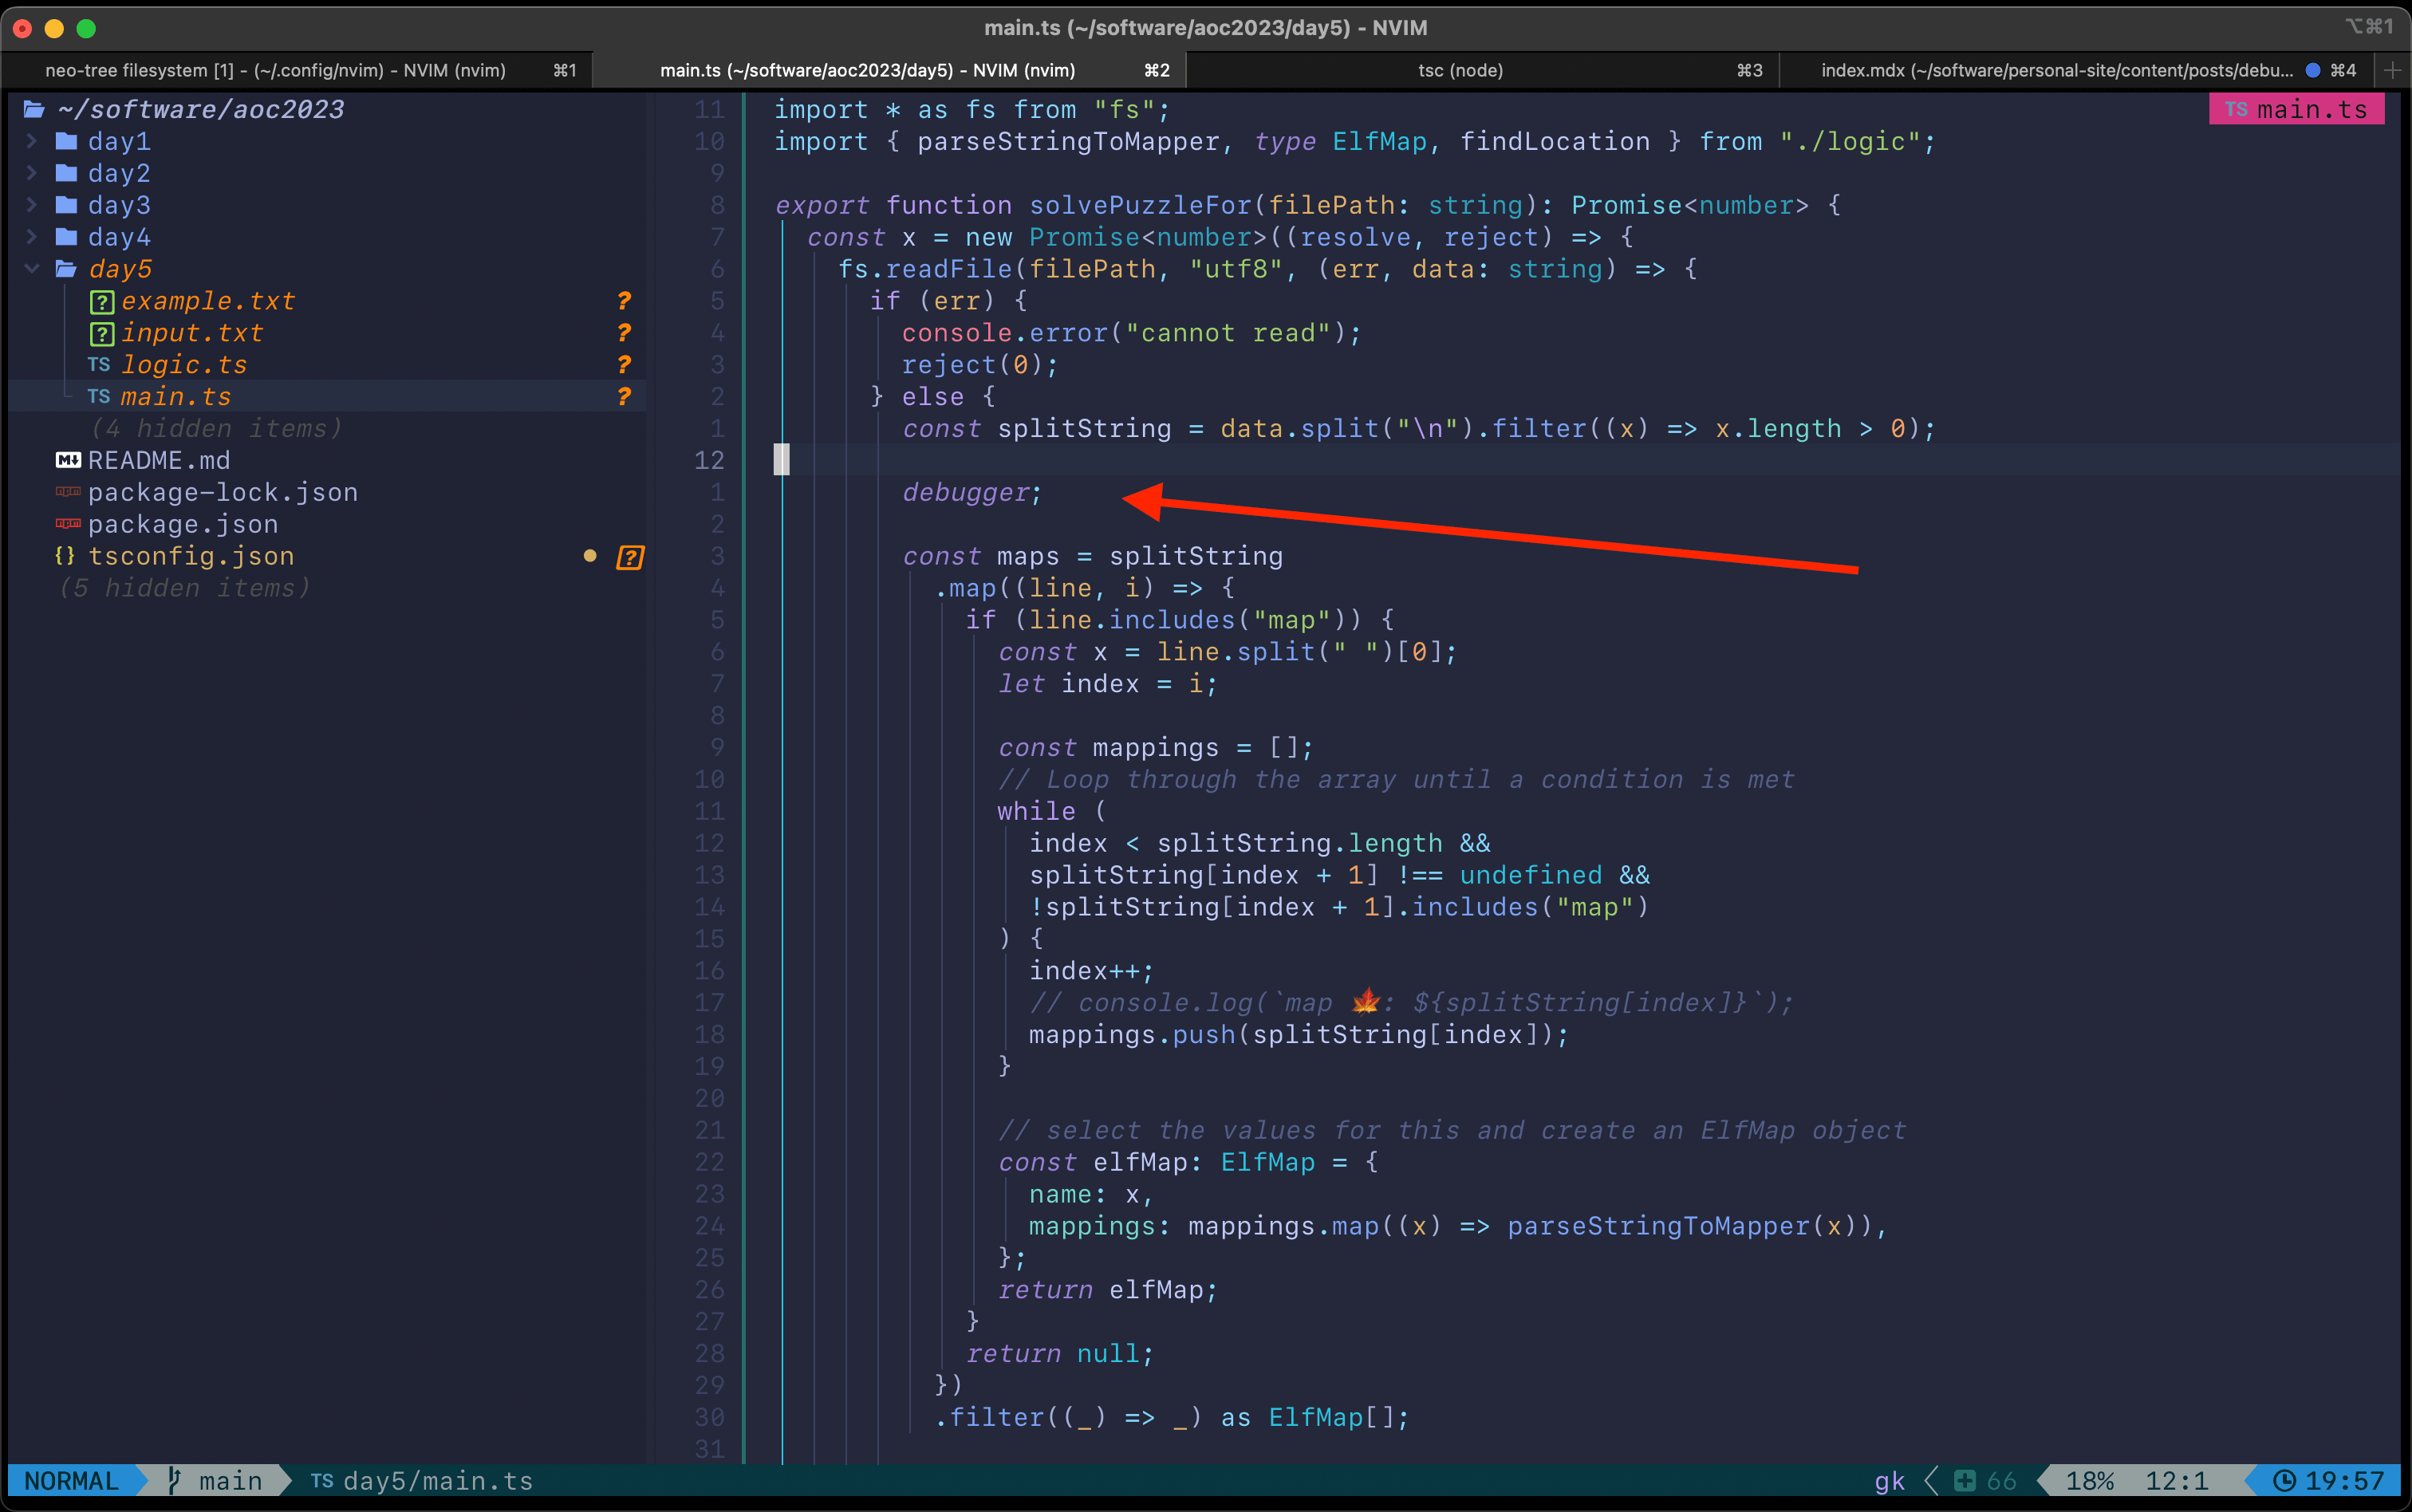 main.ts (~/software/aoc2023/day5) - NVIM
⌥⌘1
neo-tree filesystem [1] - (~/.config/nvim) - NVIM (nvim) ⌘1
main.ts (~/software/aoc2023/day5) - NVIM (nvim) ⌘2
tsc (node) ⌘3
index.mdx (~/software/personal-site/content/posts/debu... ⌘4
~/software/aoc2023
day1
day2
day3
day4
day5
? example.txt ?
? input.txt ?
TS logic.ts ?
TS main.ts ?
(4 hidden items)
M↓ README.md
npm package-lock.json
npm package.json
{} tsconfig.json ?
(5 hidden items)
TS main.ts
11 import * as fs from "fs";
10 import { parseStringToMapper, type ElfMap, findLocation } from "./logic";
9
8 export function solvePuzzleFor(filePath: string): Promise<number> {
7 const x = new Promise<number>((resolve, reject) => {
6 fs.readFile(filePath, "utf8", (err, data: string) => {
5 if (err) {
4 console.error("cannot read");
3 reject(0);
2 } else {
1 const splitString = data.split("\n").filter((x) => x.length > 0);
12
1 debugger;
2
3 const maps = splitString
4 .map((line, i) => {
5 if (line.includes("map")) {
6 const x = line.split(" ")[0];
7 let index = i;
8
9 const mappings = [];
10 // Loop through the array until a condition is met
11 while (
12 index < splitString.length &&
13 splitString[index + 1] !== undefined &&
14 !splitString[index + 1].includes("map")
15 ) {
16 index++;
17 // console.log(`map 🍁: ${splitString[index]}`);
18 mappings.push(splitString[index]);
19 }
20
21 // select the values for this and create an ElfMap object
22 const elfMap: ElfMap = {
23 name: x,
24 mappings: mappings.map((x) => parseStringToMapper(x)),
25 };
26 return elfMap;
27 }
28 return null;
29 })
30 .filter((_) => _) as ElfMap[];
31
NORMAL main TS day5/main.ts gk 66 18% 12:1 19:57